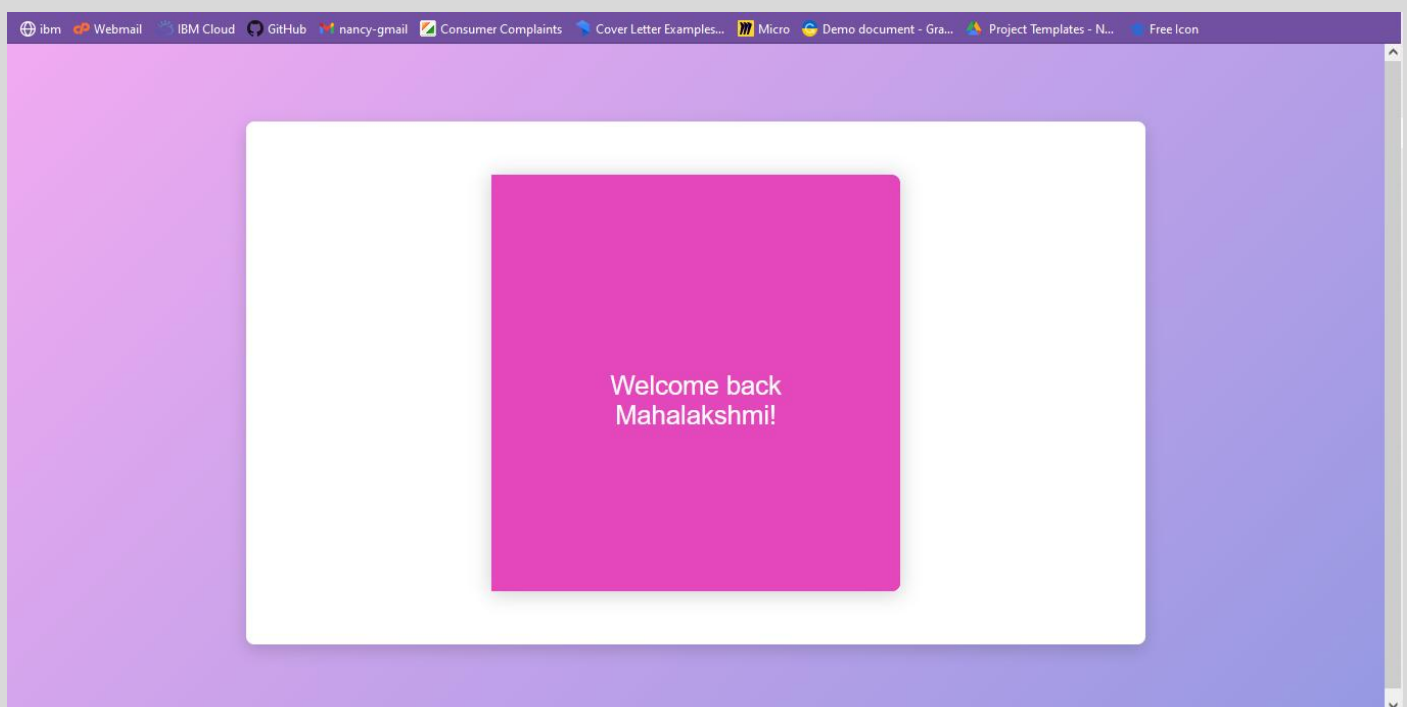 ibm Webmail IBM Cloud GitHub nancy-gmail Consumer Complaints Cover Letter Examples... Micro Demo document - Gra... Project Templates - N... Free Icon
Welcome back
Mahalakshmi!